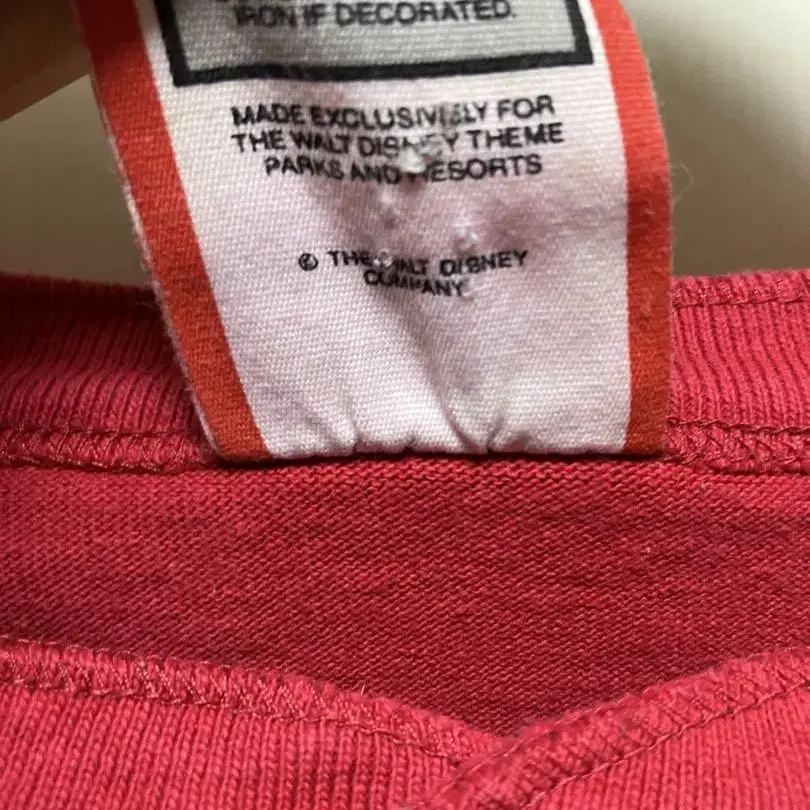 IRON IF DECORATED.
MADE EXCLUSIVELY FOR
THE WALT DISNEY THEME
PARKS AND RESORTS
© THE WALT DISNEY
COMPANY